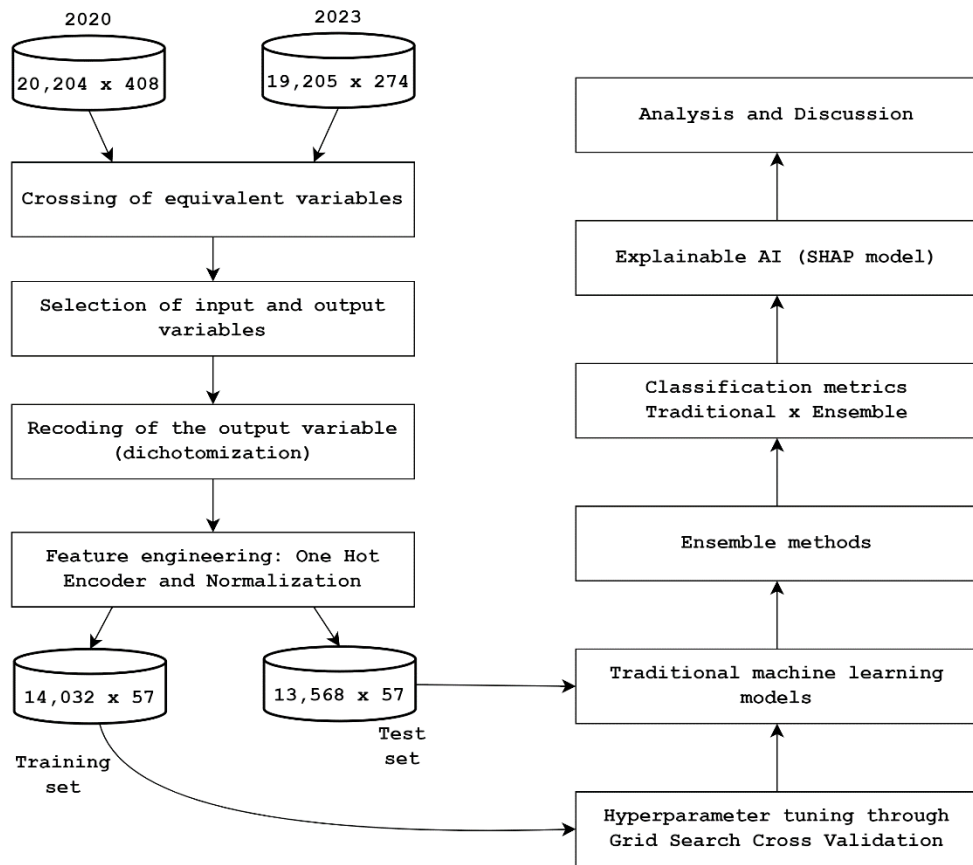 2020
2023
20,204 x 408
19,205 x 274
Crossing of equivalent variables
Selection of input and output
variables
Recoding of the output variable
(dichotomization)
Feature engineering: One Hot
Encoder and Normalization
14,032 x 57
13,568 x 57
Training
set
Test
set
Hyperparameter tuning through
Grid Search Cross Validation
Traditional machine learning
models
Ensemble methods
Classification metrics
Traditional x Ensemble
Explainable AI (SHAP model)
Analysis and Discussion